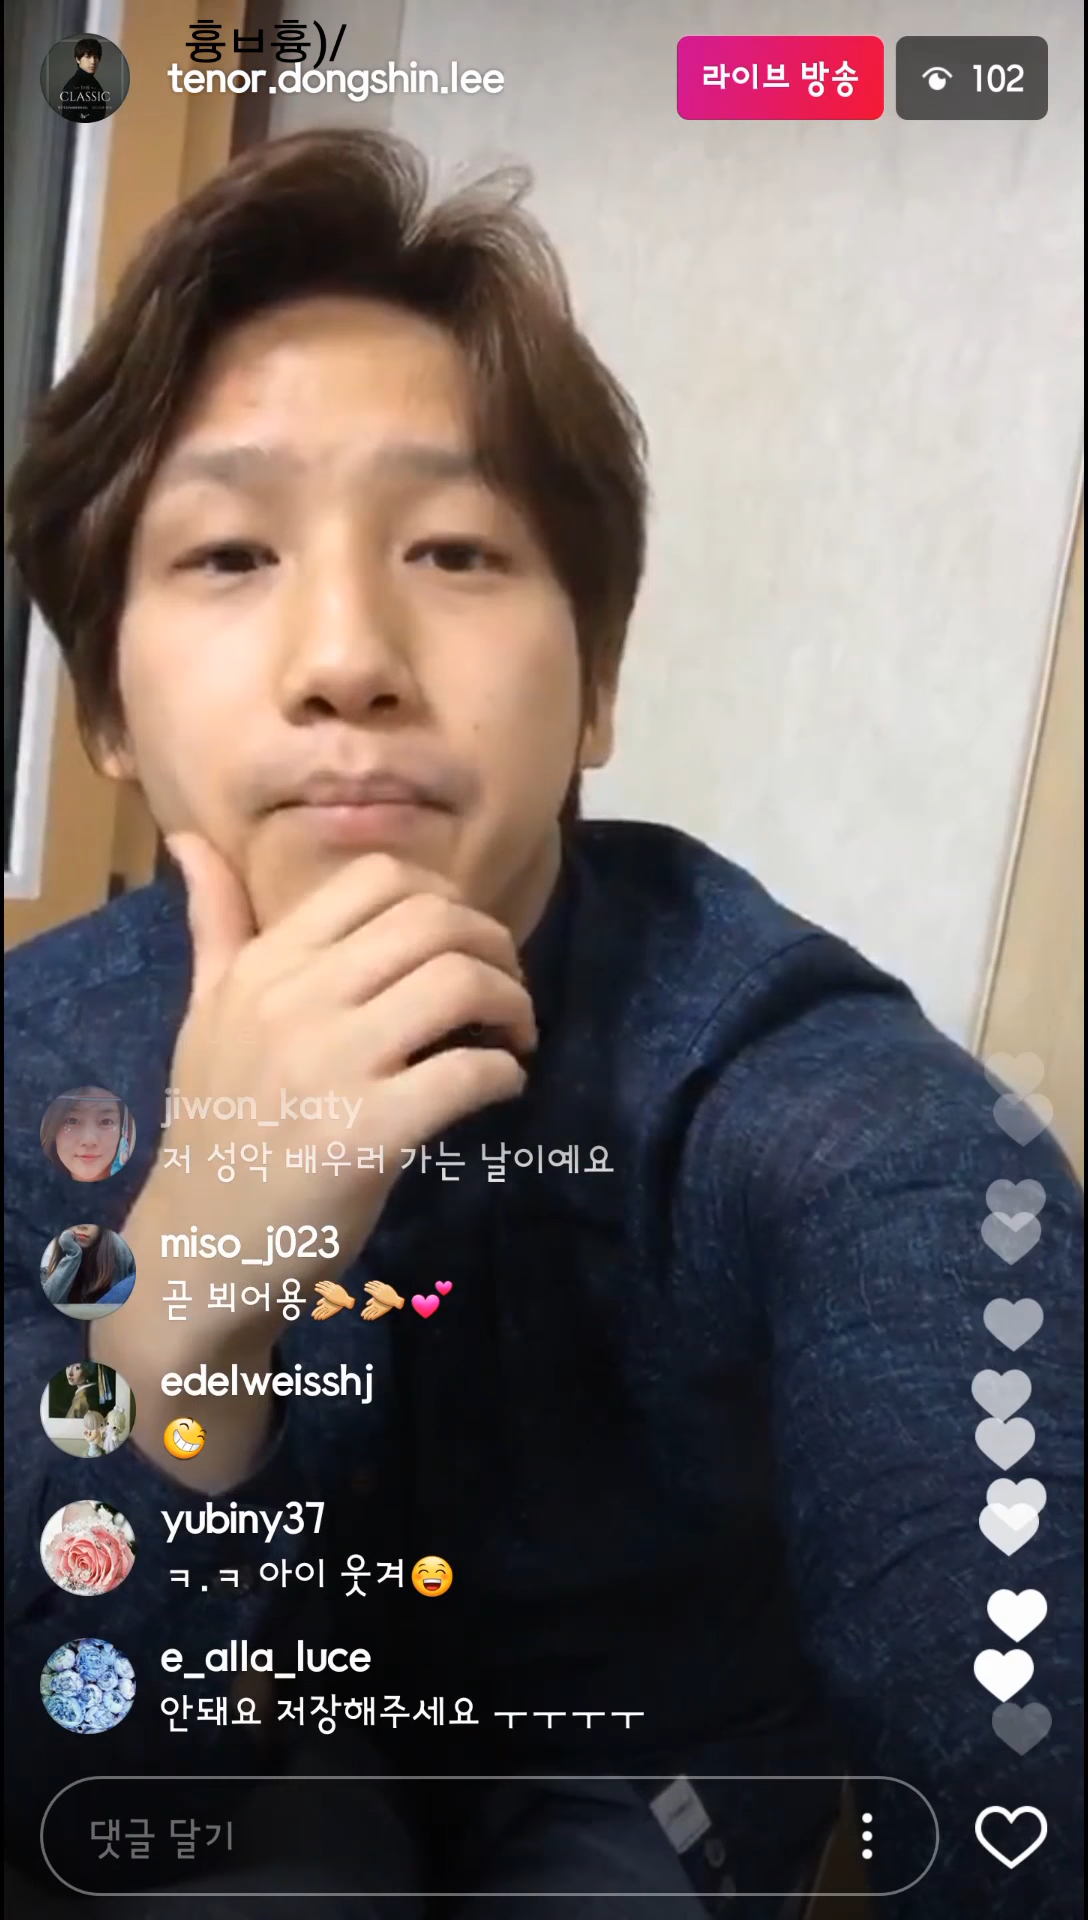 흉ㅂ흉)/
tenor.dongshin.lee
라이브 방송
102
CLASSIC
jiwon_katy
저 성악 배우러 가는 날이예요
miso_j023
곧 뵈어용👏👏💕
edelweisshj
😆
yubiny37
ㅋ.ㅋ 아이 웃겨😁
e_alla_luce
안돼요 저장해주세요 ㅜㅜㅜㅜ
댓글 달기